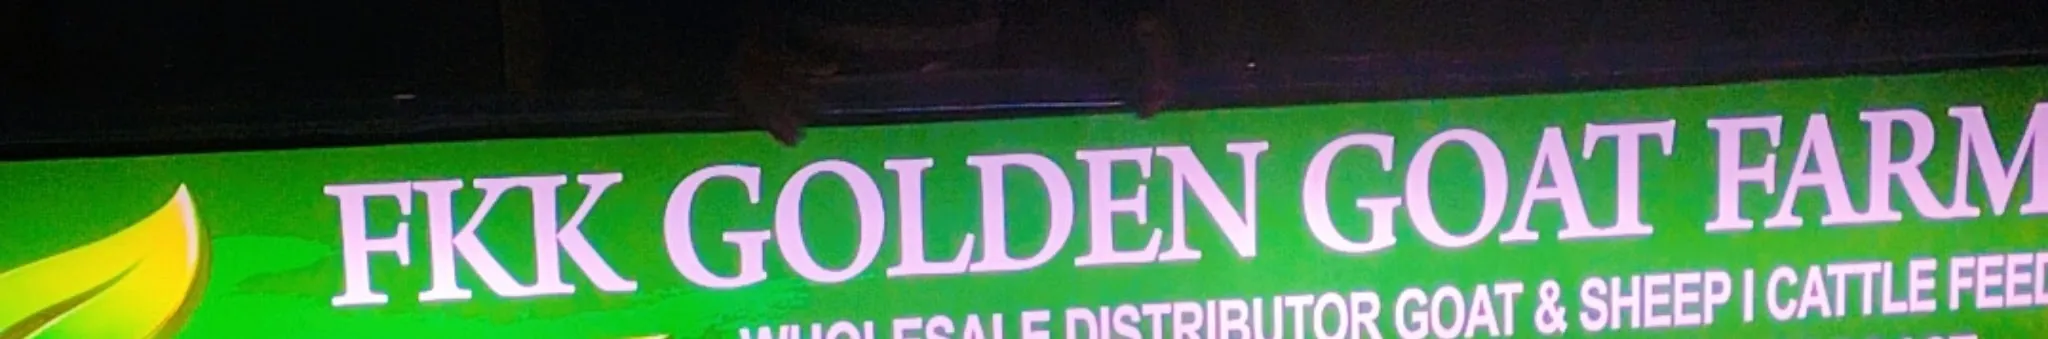 FKK GOLDEN GOAT FARM
WHOLESALE DISTRIBUTOR GOAT & SHEEP I CATTLE FEED